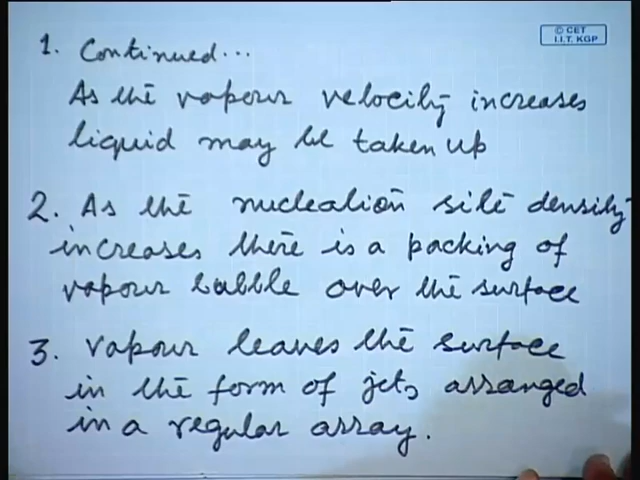 © CET
I.I.T. KGP
1. Continued...
As the vapour velocity increases
liquid may be taken up
2. As the nucleation site density
increases there is a packing of
vapour bubble over the surface
3. Vapour leaves the surface
in the form of jets arranged
in a regular array.